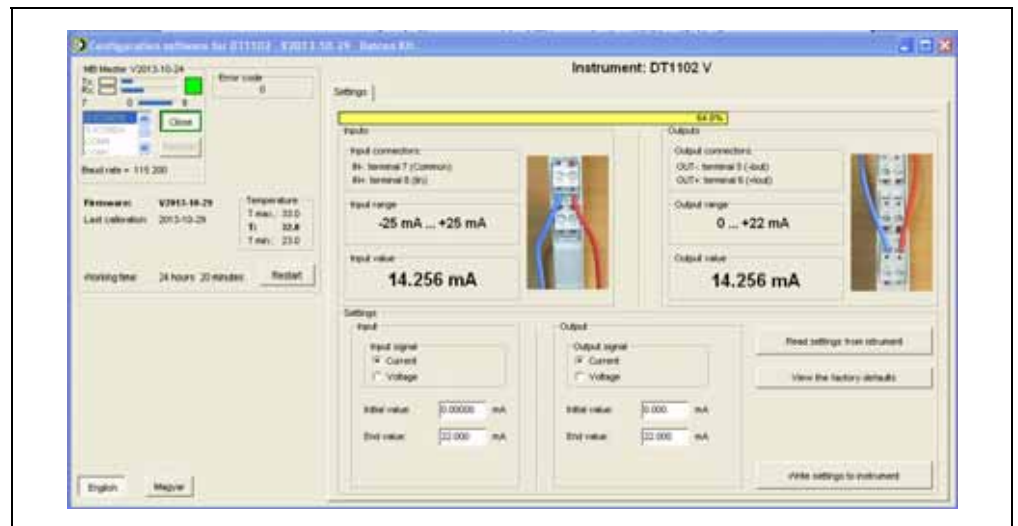 Configuration software for DT1102 V2013-10-29 Datcon Kft.
MB Master V2013-10-24
Tx:
Rx:
Error code
0
Close
Baud rate = 115 200
Firmware: V2013-10-29
Last calibration: 2013-10-29
Temperature
T max.: 33.0
T: 32.8
T min.: 23.0
Working time: 24 hours 20 minutes
Restart
English
Magyar
Instrument: DT1102 V
Settings
64.8%
Inputs
Input connectors
IN-: terminal 7 (Common)
IN+: terminal 8 (In)
Input range
-25 mA ... +25 mA
Input value
14.256 mA
Outputs
Output connectors
OUT-: terminal 5 (-Iout)
OUT+: terminal 6 (+Iout)
Output range
0 ... +22 mA
Output value
14.256 mA
Settings
Input
Input signal
Current
Voltage
Initial value: 0.00000 mA
End value: 22.000 mA
Output
Output signal
Current
Voltage
Initial value: 0.000 mA
End value: 22.000 mA
Read settings from instrument
View the factory defaults
Write settings to instrument